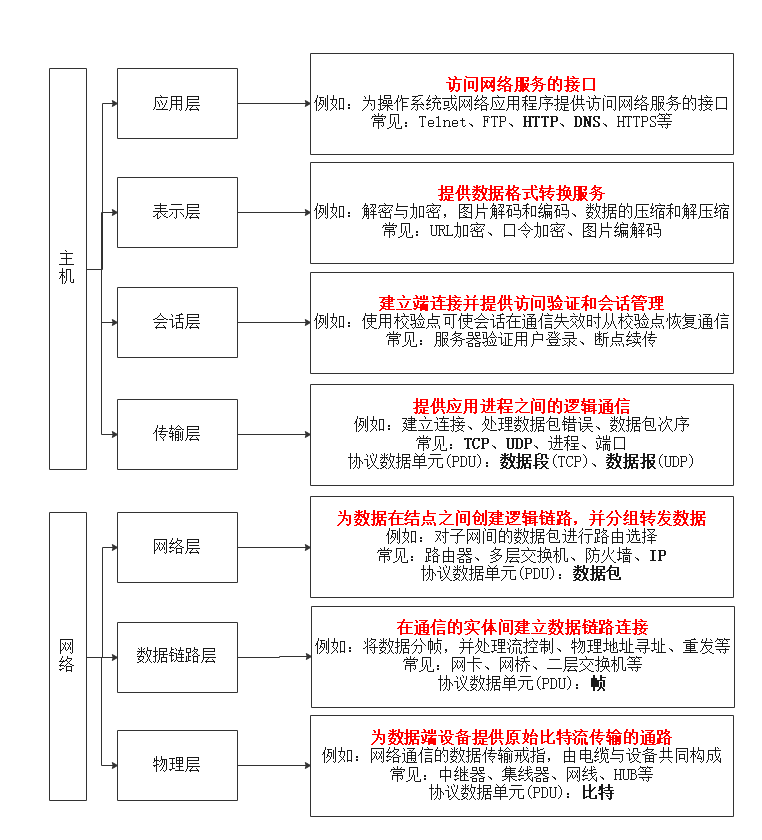 主机
应用层
访问网络服务的接口
例如：为操作系统或网络应用程序提供访问网络服务的接口
常见：Telnet、FTP、HTTP、DNS、HTTPS等
表示层
提供数据格式转换服务
例如：解密与加密，图片解码和编码、数据的压缩和解压缩
常见：URL加密、口令加密、图片编解码
会话层
建立端连接并提供访问验证和会话管理
例如：使用校验点可使会话在通信失效时从校验点恢复通信
常见：服务器验证用户登录、断点续传
传输层
提供应用进程之间的逻辑通信
例如：建立连接、处理数据包错误、数据包次序
常见：TCP、UDP、进程、端口
协议数据单元(PDU)：数据段(TCP)、数据报(UDP)
网络
网络层
为数据在结点之间创建逻辑链路，并分组转发数据
例如：对子网间的数据包进行路由选择
常见：路由器、多层交换机、防火墙、IP
协议数据单元(PDU)：数据包
数据链路层
在通信的实体间建立数据链路连接
例如：将数据分帧，并处理流控制、物理地址寻址、重发等
常见：网卡、网桥、二层交换机等
协议数据单元(PDU)：帧
物理层
为数据端设备提供原始比特流传输的通路
例如：网络通信的数据传输戒指，由电缆与设备共同构成
常见：中继器、集线器、网线、HUB等
协议数据单元(PDU)：比特